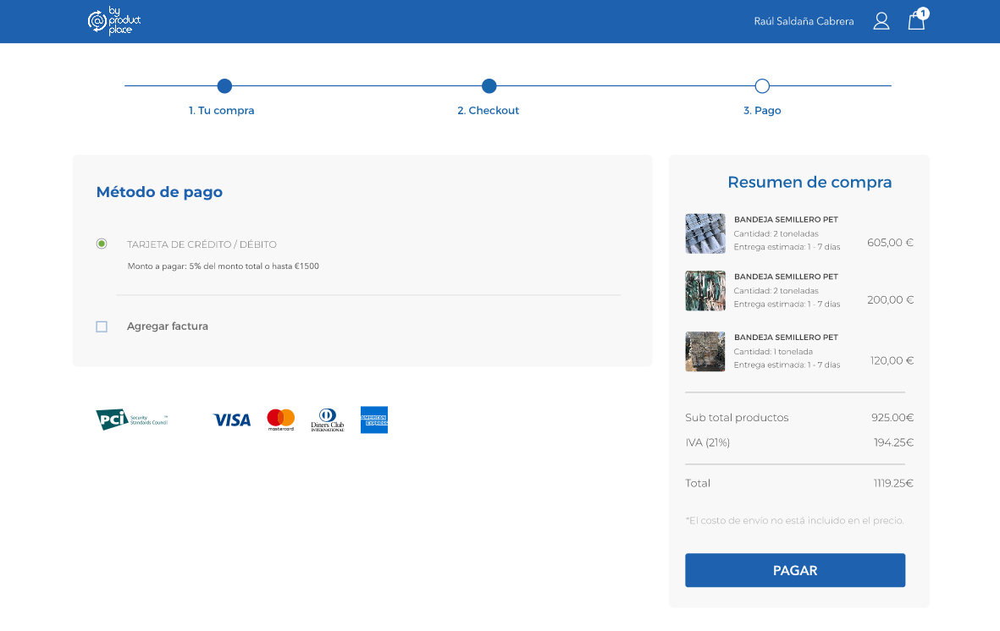 by
product
place
Raúl Saldaña Cabrera
1
1. Tu compra
2. Checkout
3. Pago
Método de pago
TARJETA DE CRÉDITO / DÉBITO
Monto a pagar: 5% del monto total o hasta €1500
Agregar factura
PCi Security
Standards Council
™
VISA
mastercard.
Diners Club
INTERNATIONAL
AMERICAN
EXPRESS
Resumen de compra
BANDEJA SEMILLERO PET
Cantidad: 2 toneladas
Entrega estimada: 1 - 7 días
605,00 €
BANDEJA SEMILLERO PET
Cantidad: 2 toneladas
Entrega estimada: 1 - 7 días
200,00 €
BANDEJA SEMILLERO PET
Cantidad: 1 tonelada
Entrega estimada: 1 - 7 días
120,00 €
Sub total productos 925.00€
IVA (21%) 194.25€
Total 1119.25€
*El costo de envío no está incluido en el precio.
PAGAR